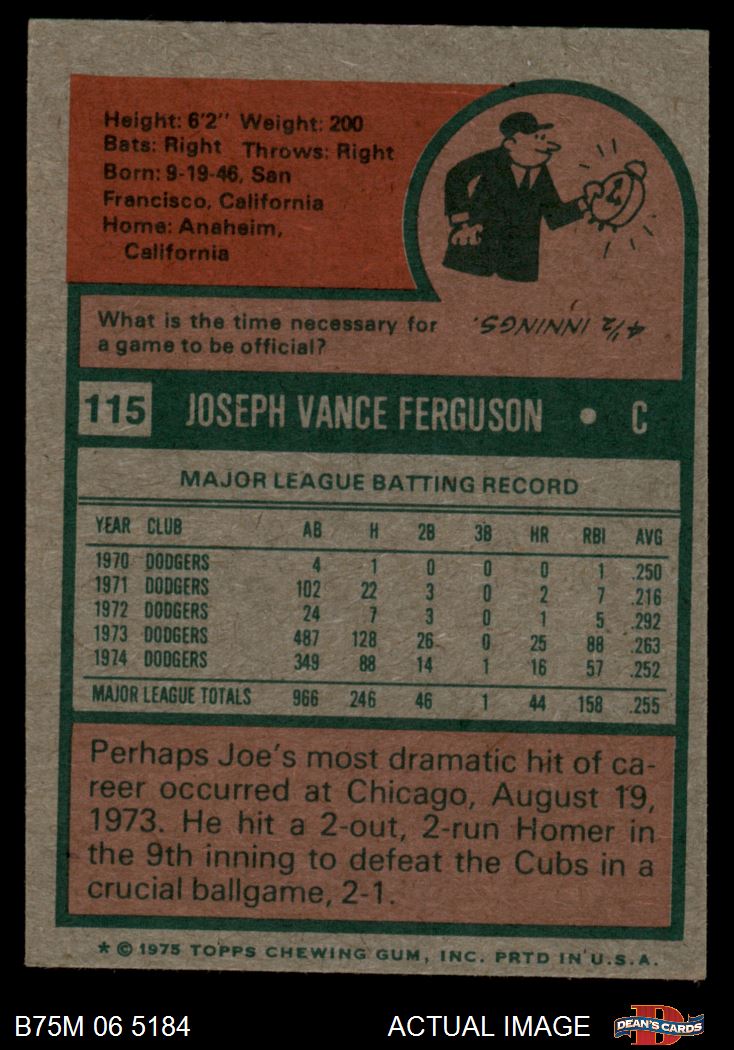 Height: 6'2" Weight: 200
Bats: Right Throws: Right
Born: 9-19-46, San
Francisco, California
Home: Anaheim,
California
What is the time necessary for
a game to be official?
4½ INNINGS.
115 JOSEPH VANCE FERGUSON • C
MAJOR LEAGUE BATTING RECORD
YEAR CLUB AB H 2B 3B HR RBI AVG
1970 DODGERS 4 1 0 0 0 1 .250
1971 DODGERS 102 22 3 0 2 7 .216
1972 DODGERS 24 7 3 0 1 5 .292
1973 DODGERS 487 128 26 0 25 88 .263
1974 DODGERS 349 88 14 1 16 57 .252
MAJOR LEAGUE TOTALS 966 246 46 1 44 158 .255
Perhaps Joe's most dramatic hit of ca-
reer occurred at Chicago, August 19,
1973. He hit a 2-out, 2-run Homer in
the 9th inning to defeat the Cubs in a
crucial ballgame, 2-1.
* © 1975 TOPPS CHEWING GUM, INC. PRTD IN U.S.A.
B75M 06 5184 ACTUAL IMAGE D DEAN'S CARDS